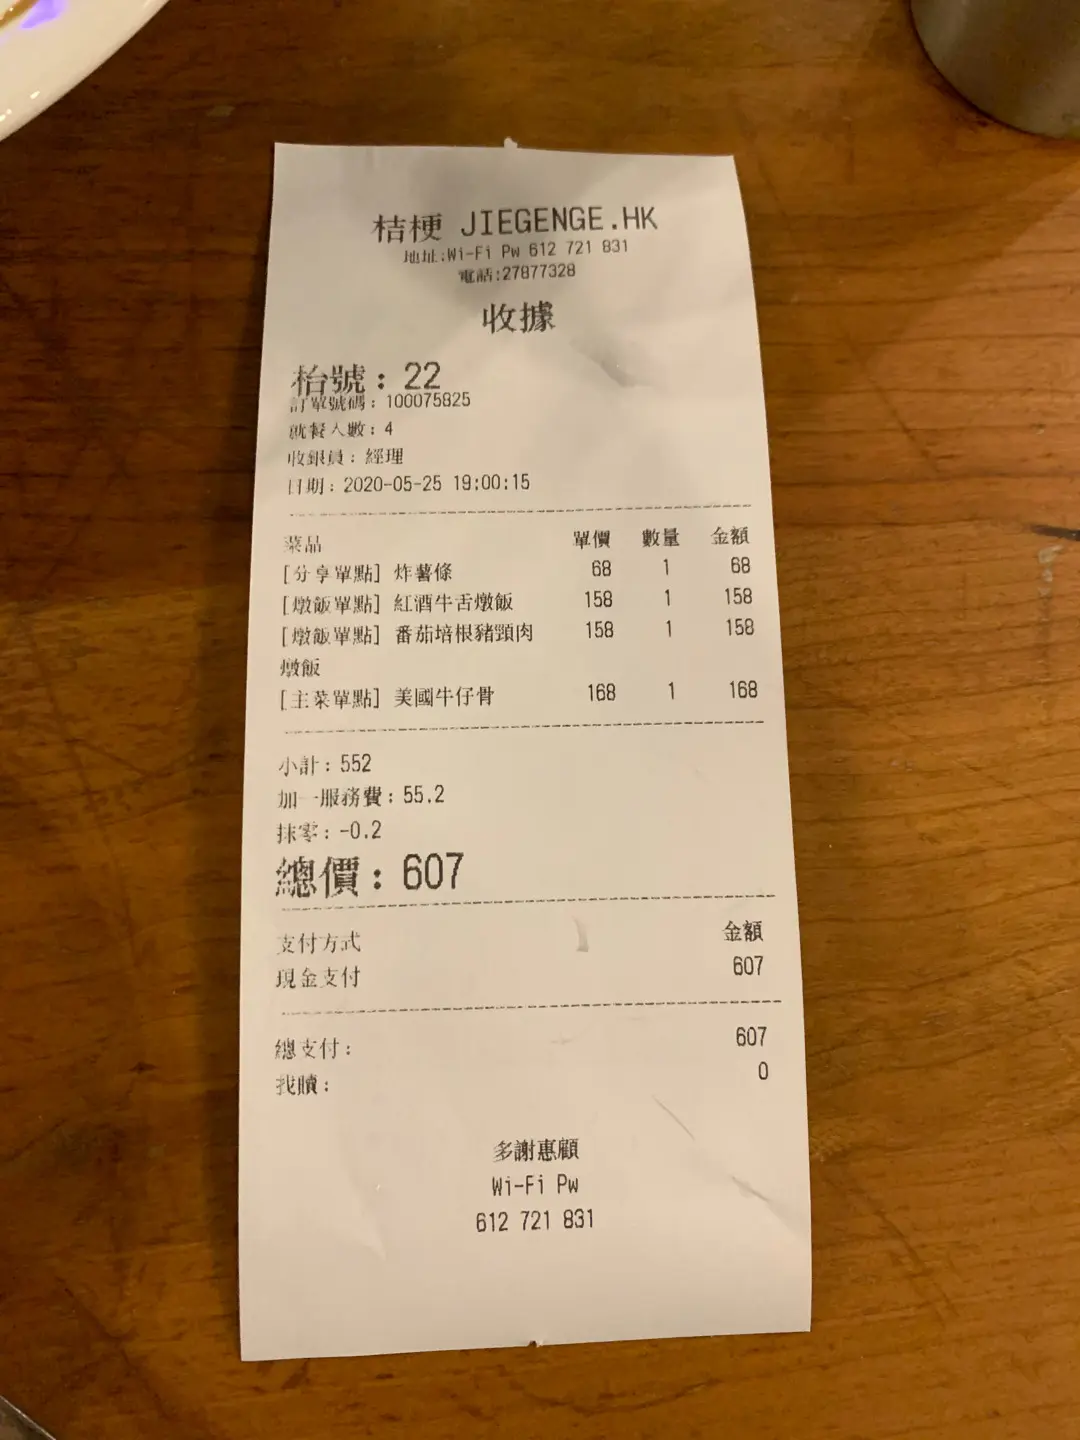 桔梗 JIEGENGE.HK
地址:Wi-Fi Pw 612 721 831
電話:27877328
收據
枱號: 22
訂單號碼: 100075825
就餐人數: 4
收銀員: 經理
日期: 2020-05-25 19:00:15
菜品 單價 數量 金額
[分享單點] 炸薯條 68 1 68
[燉飯單點] 紅酒牛舌燉飯 158 1 158
[燉飯單點] 番茄培根豬頸肉 158 1 158
燉飯
[主菜單點] 美國牛仔骨 168 1 168
小計: 552
加一服務費: 55.2
抹零: -0.2
總價: 607
支付方式 金額
現金支付 607
總支付: 607
找贖: 0
多謝惠顧
Wi-Fi Pw
612 721 831